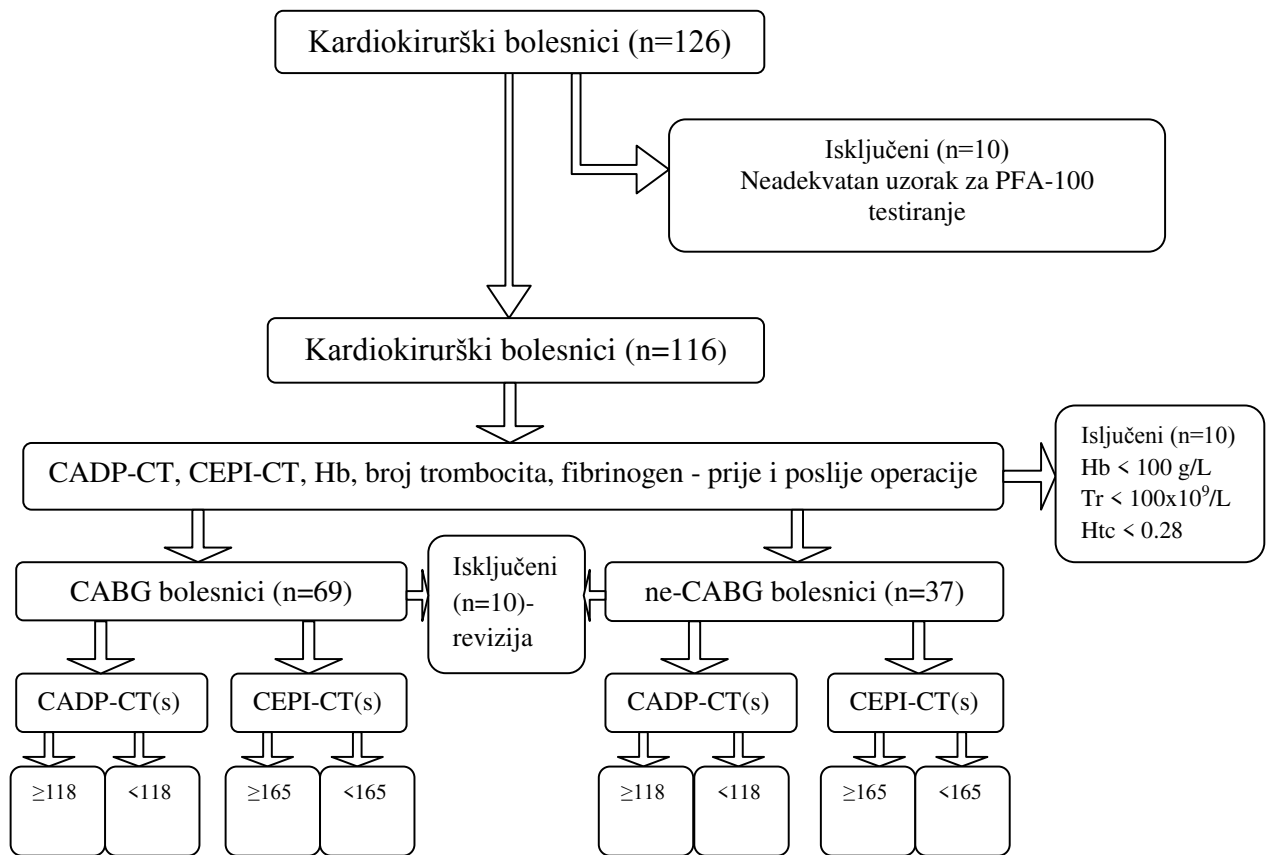 Kardiokirurški bolesnici (n=126)
Isključeni (n=10)
Neadekvatan uzorak za PFA-100
testiranje
Kardiokirurški bolesnici (n=116)
CADP-CT, CEPI-CT, Hb, broj trombocita, fibrinogen - prije i poslije operacije
Isljučeni (n=10)
Hb < 100 g/L
Tr < 100x10⁹/L
Htc < 0.28
CABG bolesnici (n=69)
Isključeni
(n=10)-
revizija
ne-CABG bolesnici (n=37)
CADP-CT(s)
CEPI-CT(s)
CADP-CT(s)
CEPI-CT(s)
≥118
<118
≥165
<165
≥118
<118
≥165
<165